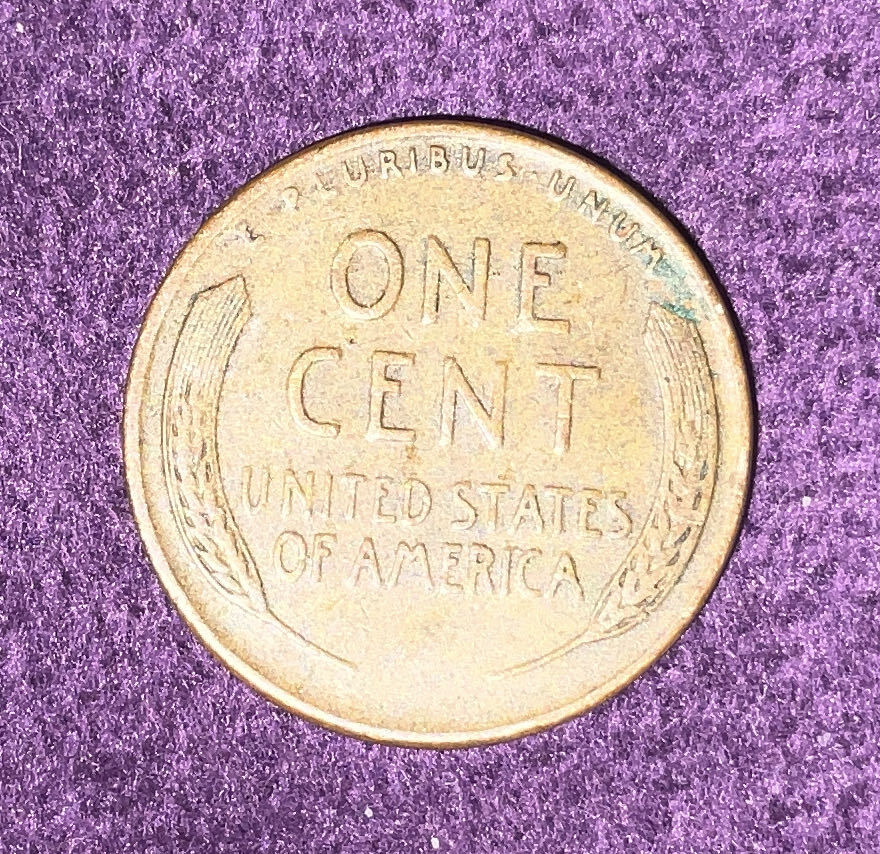 E PLURIBUS · UNUM
ONE
CENT
UNITED STATES
OF AMERICA